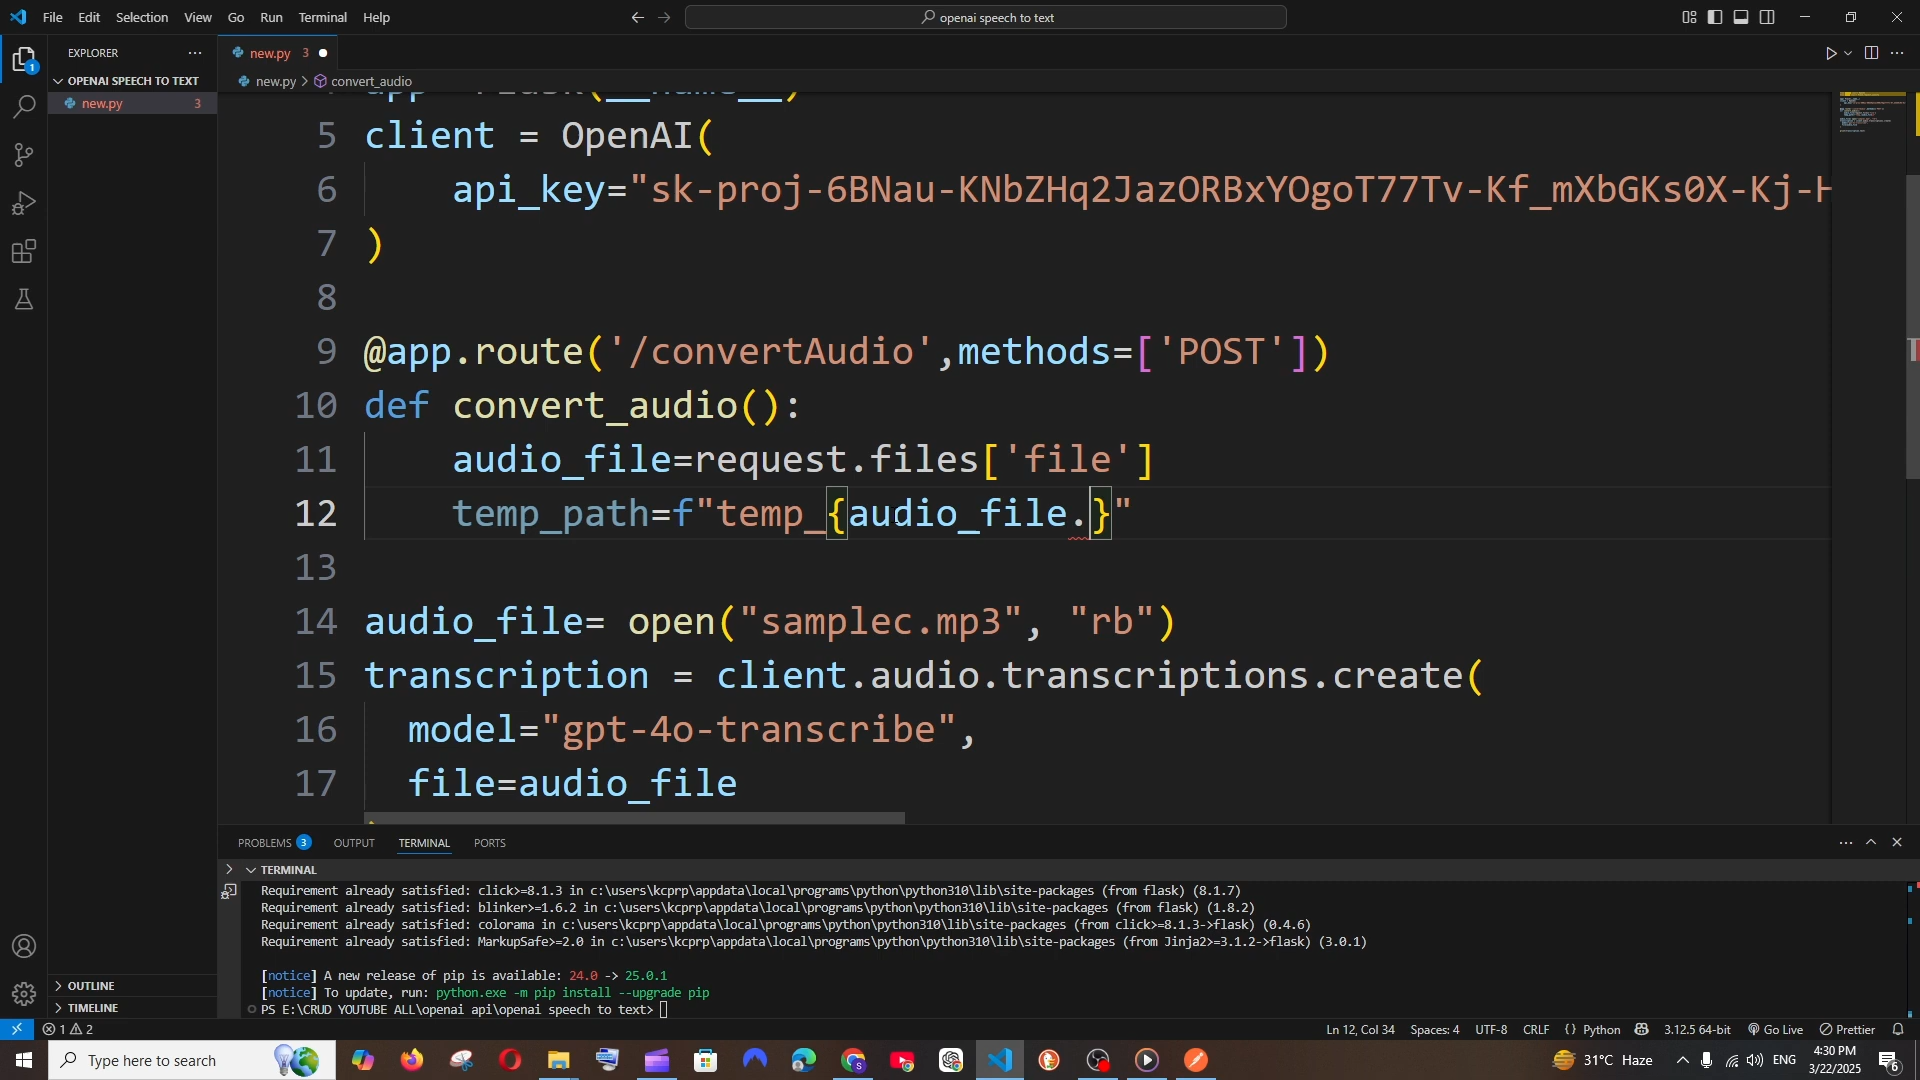 File Edit Selection View Go Run Terminal Help
openai speech to text
EXPLORER
new.py 3
OPENAI SPEECH TO TEXT
new.py > convert_audio
new.py 3
5 client = OpenAI(
6 api_key="sk-proj-6BNau-KNbZHq2JazORBxYOgoT77Tv-Kf_mXbGKs0X-Kj-H
7 )
8
9 @app.route('/convertAudio',methods=['POST'])
10 def convert_audio():
11 audio_file=request.files['file']
12 temp_path=f"temp_{audio_file.}"
13
14 audio_file= open("samplec.mp3", "rb")
15 transcription = client.audio.transcriptions.create(
16 model="gpt-4o-transcribe",
17 file=audio_file
PROBLEMS 3 OUTPUT TERMINAL PORTS
TERMINAL
Requirement already satisfied: click>=8.1.3 in c:\users\kcprp\appdata\local\programs\python\python310\lib\site-packages (from flask) (8.1.7)
Requirement already satisfied: blinker>=1.6.2 in c:\users\kcprp\appdata\local\programs\python\python310\lib\site-packages (from flask) (1.8.2)
Requirement already satisfied: colorama in c:\users\kcprp\appdata\local\programs\python\python310\lib\site-packages (from click>=8.1.3->flask) (0.4.6)
Requirement already satisfied: MarkupSafe>=2.0 in c:\users\kcprp\appdata\local\programs\python\python310\lib\site-packages (from Jinja2>=3.1.2->flask) (3.0.1)
[notice] A new release of pip is available: 24.0 -> 25.0.1
[notice] To update, run: python.exe -m pip install --upgrade pip
PS E:\CRUD YOUTUBE ALL\openai api\openai speech to text>
OUTLINE
TIMELINE
1 2
Ln 12, Col 34 Spaces: 4 UTF-8 CRLF {} Python 3.12.5 64-bit Go Live Prettier
Type here to search
31°C Haze ENG 4:30 PM
3/22/2025
6